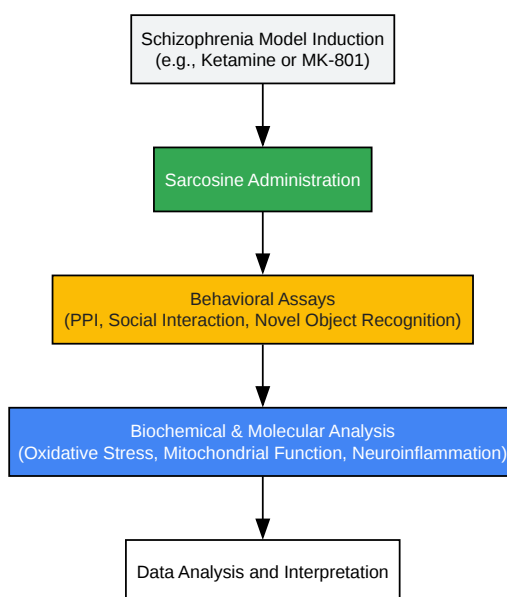 Schizophrenia Model Induction
(e.g., Ketamine or MK-801)
Sarcosine Administration
Behavioral Assays
(PPI, Social Interaction, Novel Object Recognition)
Biochemical & Molecular Analysis
(Oxidative Stress, Mitochondrial Function, Neuroinflammation)
Data Analysis and Interpretation